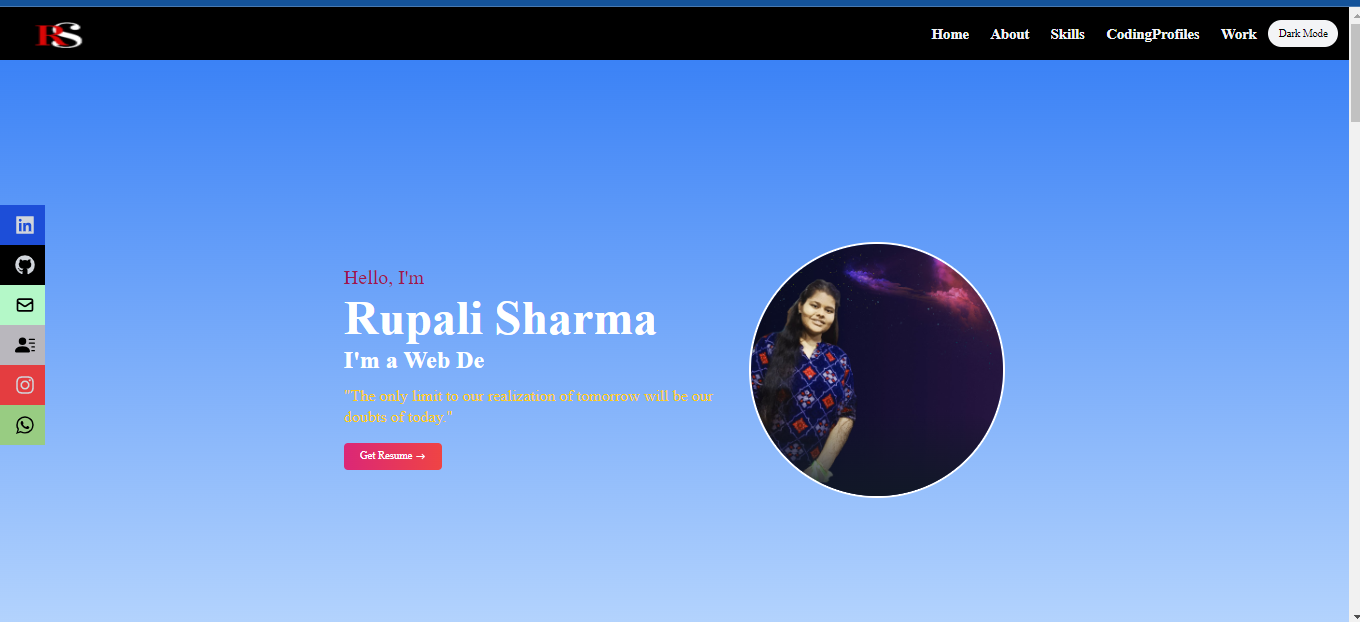 RS
Home About Skills CodingProfiles Work Dark Mode
in
Hello, I'm
Rupali Sharma
I'm a Web De
"The only limit to our realization of tomorrow will be our
doubts of today."
Get Resume →